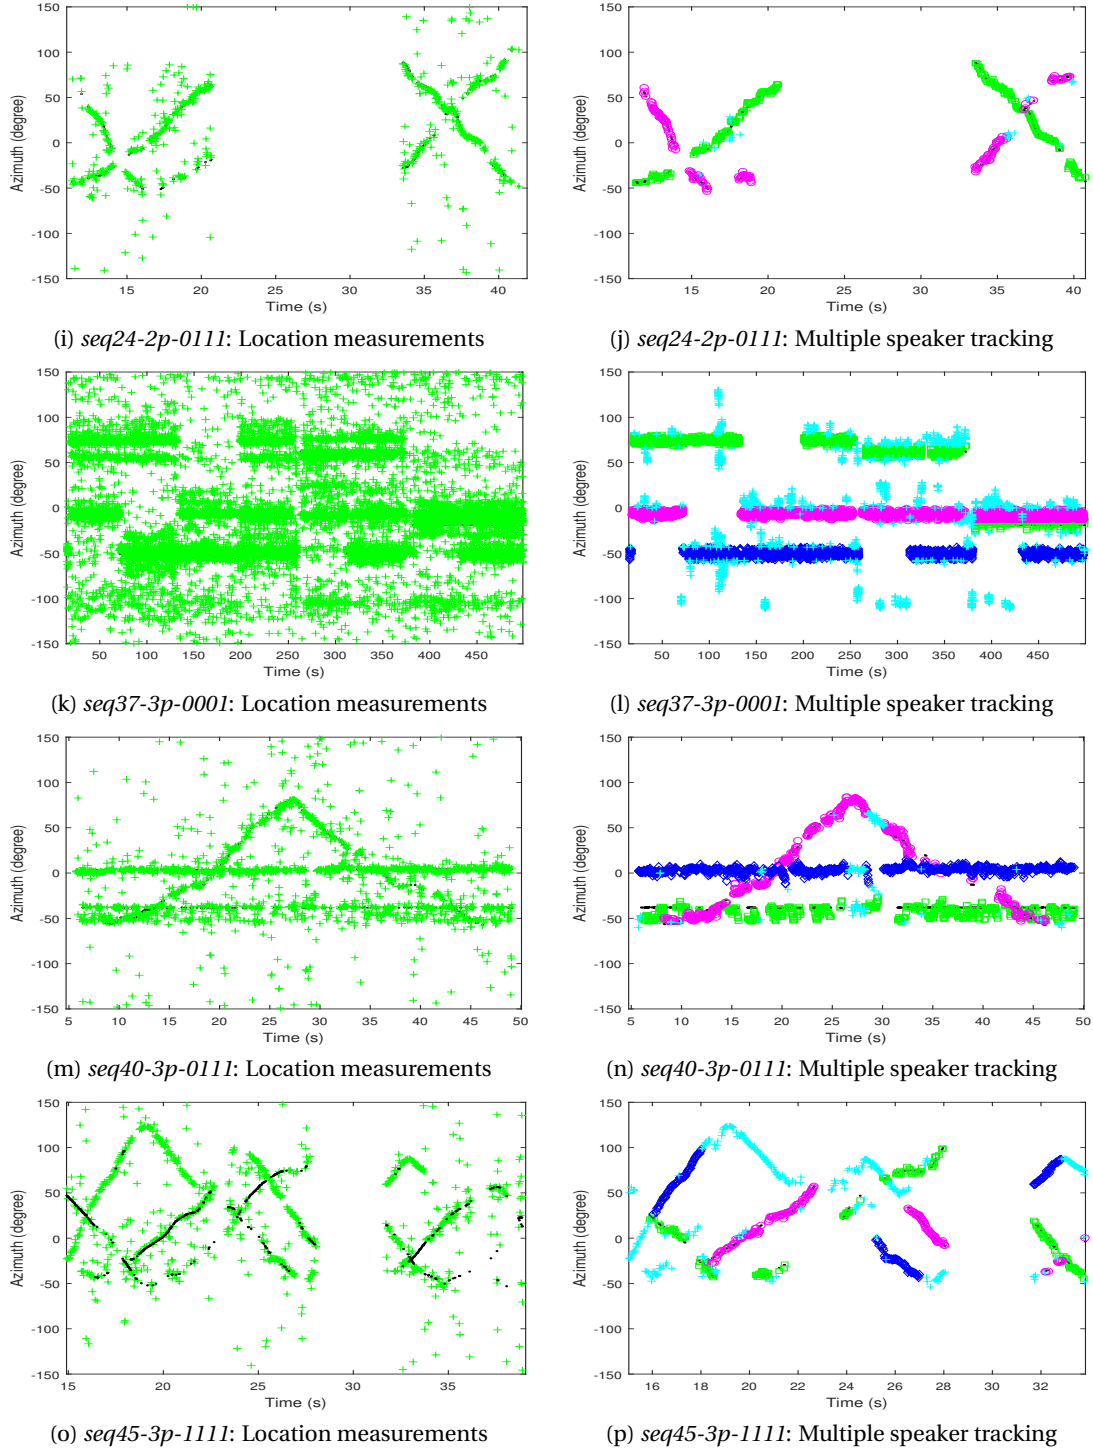 150
100
50
0
-50
-100
-150
Azimuth (degree)
15 20 25 30 35 40
Time (s)
(i) seq24-2p-0111: Location measurements
150
100
50
0
-50
-100
-150
Azimuth (degree)
15 20 25 30 35 40
Time (s)
(j) seq24-2p-0111: Multiple speaker tracking
150
100
50
0
-50
-100
-150
Azimuth (degree)
50 100 150 200 250 300 350 400 450
Time (s)
(k) seq37-3p-0001: Location measurements
150
100
50
0
-50
-100
-150
Azimuth (degree)
50 100 150 200 250 300 350 400 450
Time (s)
(l) seq37-3p-0001: Multiple speaker tracking
150
100
50
0
-50
-100
-150
Azimuth (degree)
5 10 15 20 25 30 35 40 45 50
Time (s)
(m) seq40-3p-0111: Location measurements
150
100
50
0
-50
-100
-150
Azimuth (degree)
5 10 15 20 25 30 35 40 45 50
Time (s)
(n) seq40-3p-0111: Multiple speaker tracking
150
100
50
0
-50
-100
-150
Azimuth (degree)
15 20 25 30 35
Time (s)
(o) seq45-3p-1111: Location measurements
150
100
50
0
-50
-100
-150
Azimuth (degree)
16 18 20 22 24 26 28 30 32
Time (s)
(p) seq45-3p-1111: Multiple speaker tracking